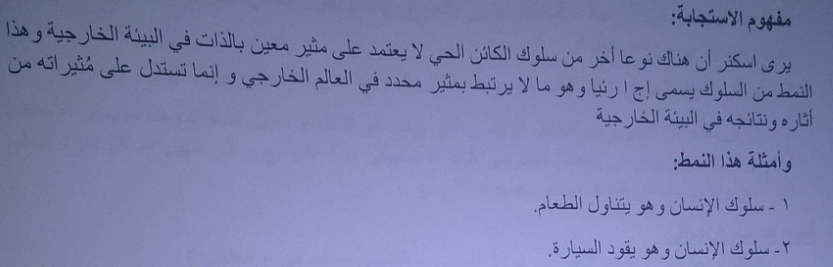 مفهوم الاستجابة:
يرى اسكنر أن هناك نوعا أخر من سلوك الكائن الحي لا يعتمد على مثير معين بالذات في البيئة الخارجية وهذا
النمط من السلوك يسمى إج ا رئيا وهو ما لا يرتبط بمثير محدد في العالم الخارجي و إنما تستدل على مُثيراته من
أثاره ونتائجه في البيئة الخارجية
وأمثلة هذا النمط:
١ - سلوك الإنسان وهو يتناول الطعام.
٢- سلوك الإنسان وهو يقود السيارة.